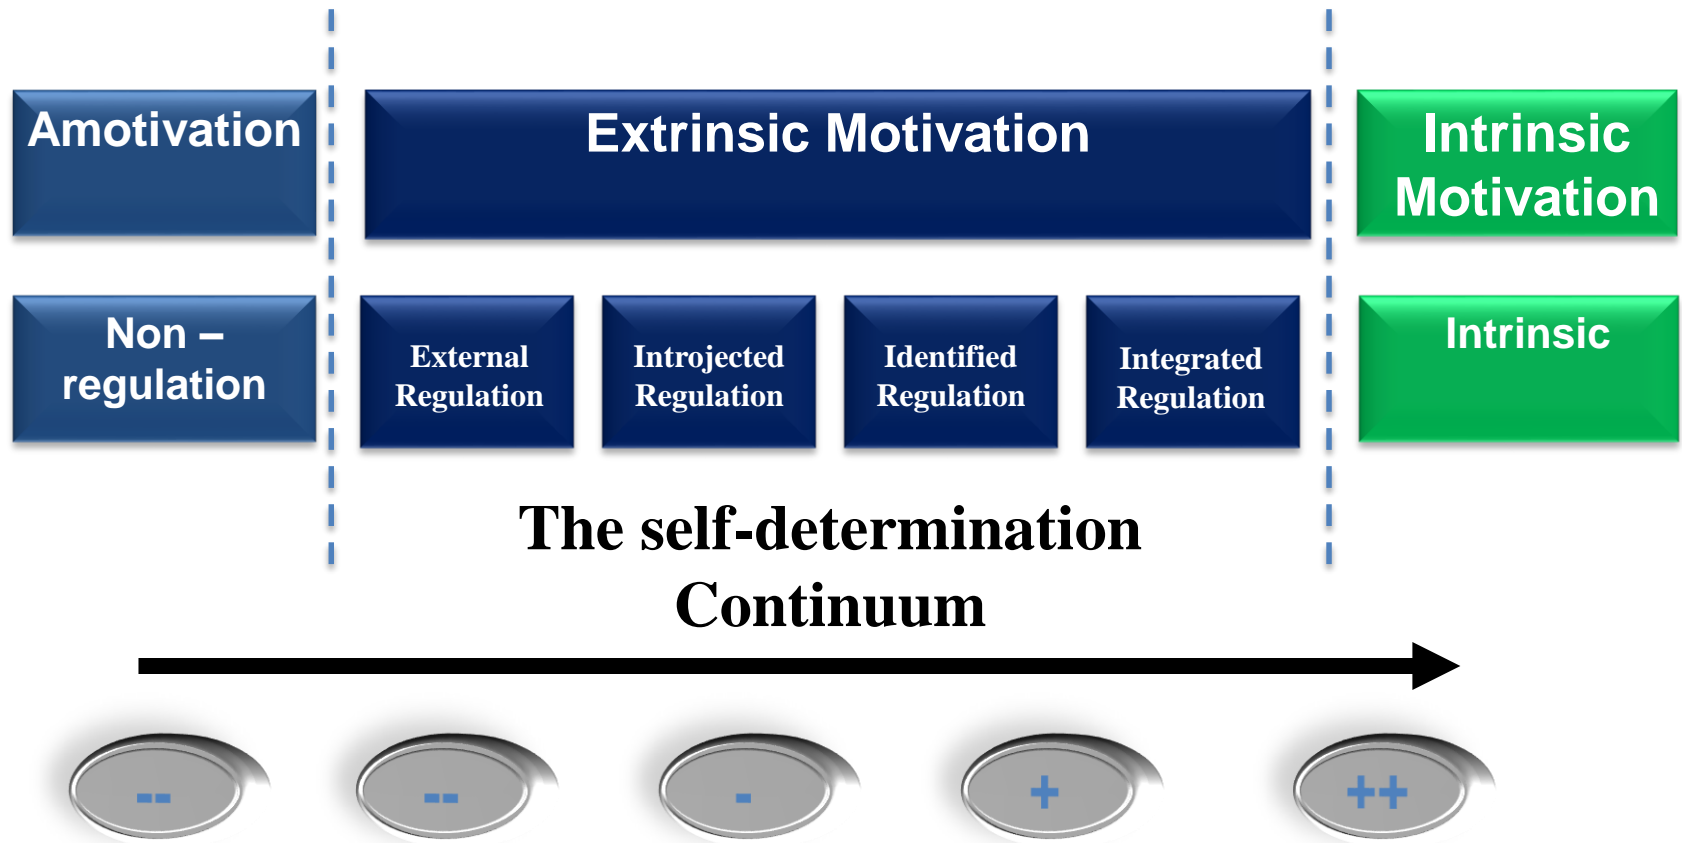 Amotivation
Extrinsic Motivation
Intrinsic
Motivation
Non –
regulation
External
Regulation
Introjected
Regulation
Identified
Regulation
Integrated
Regulation
Intrinsic
The self-determination
Continuum
--
--
-
+
++